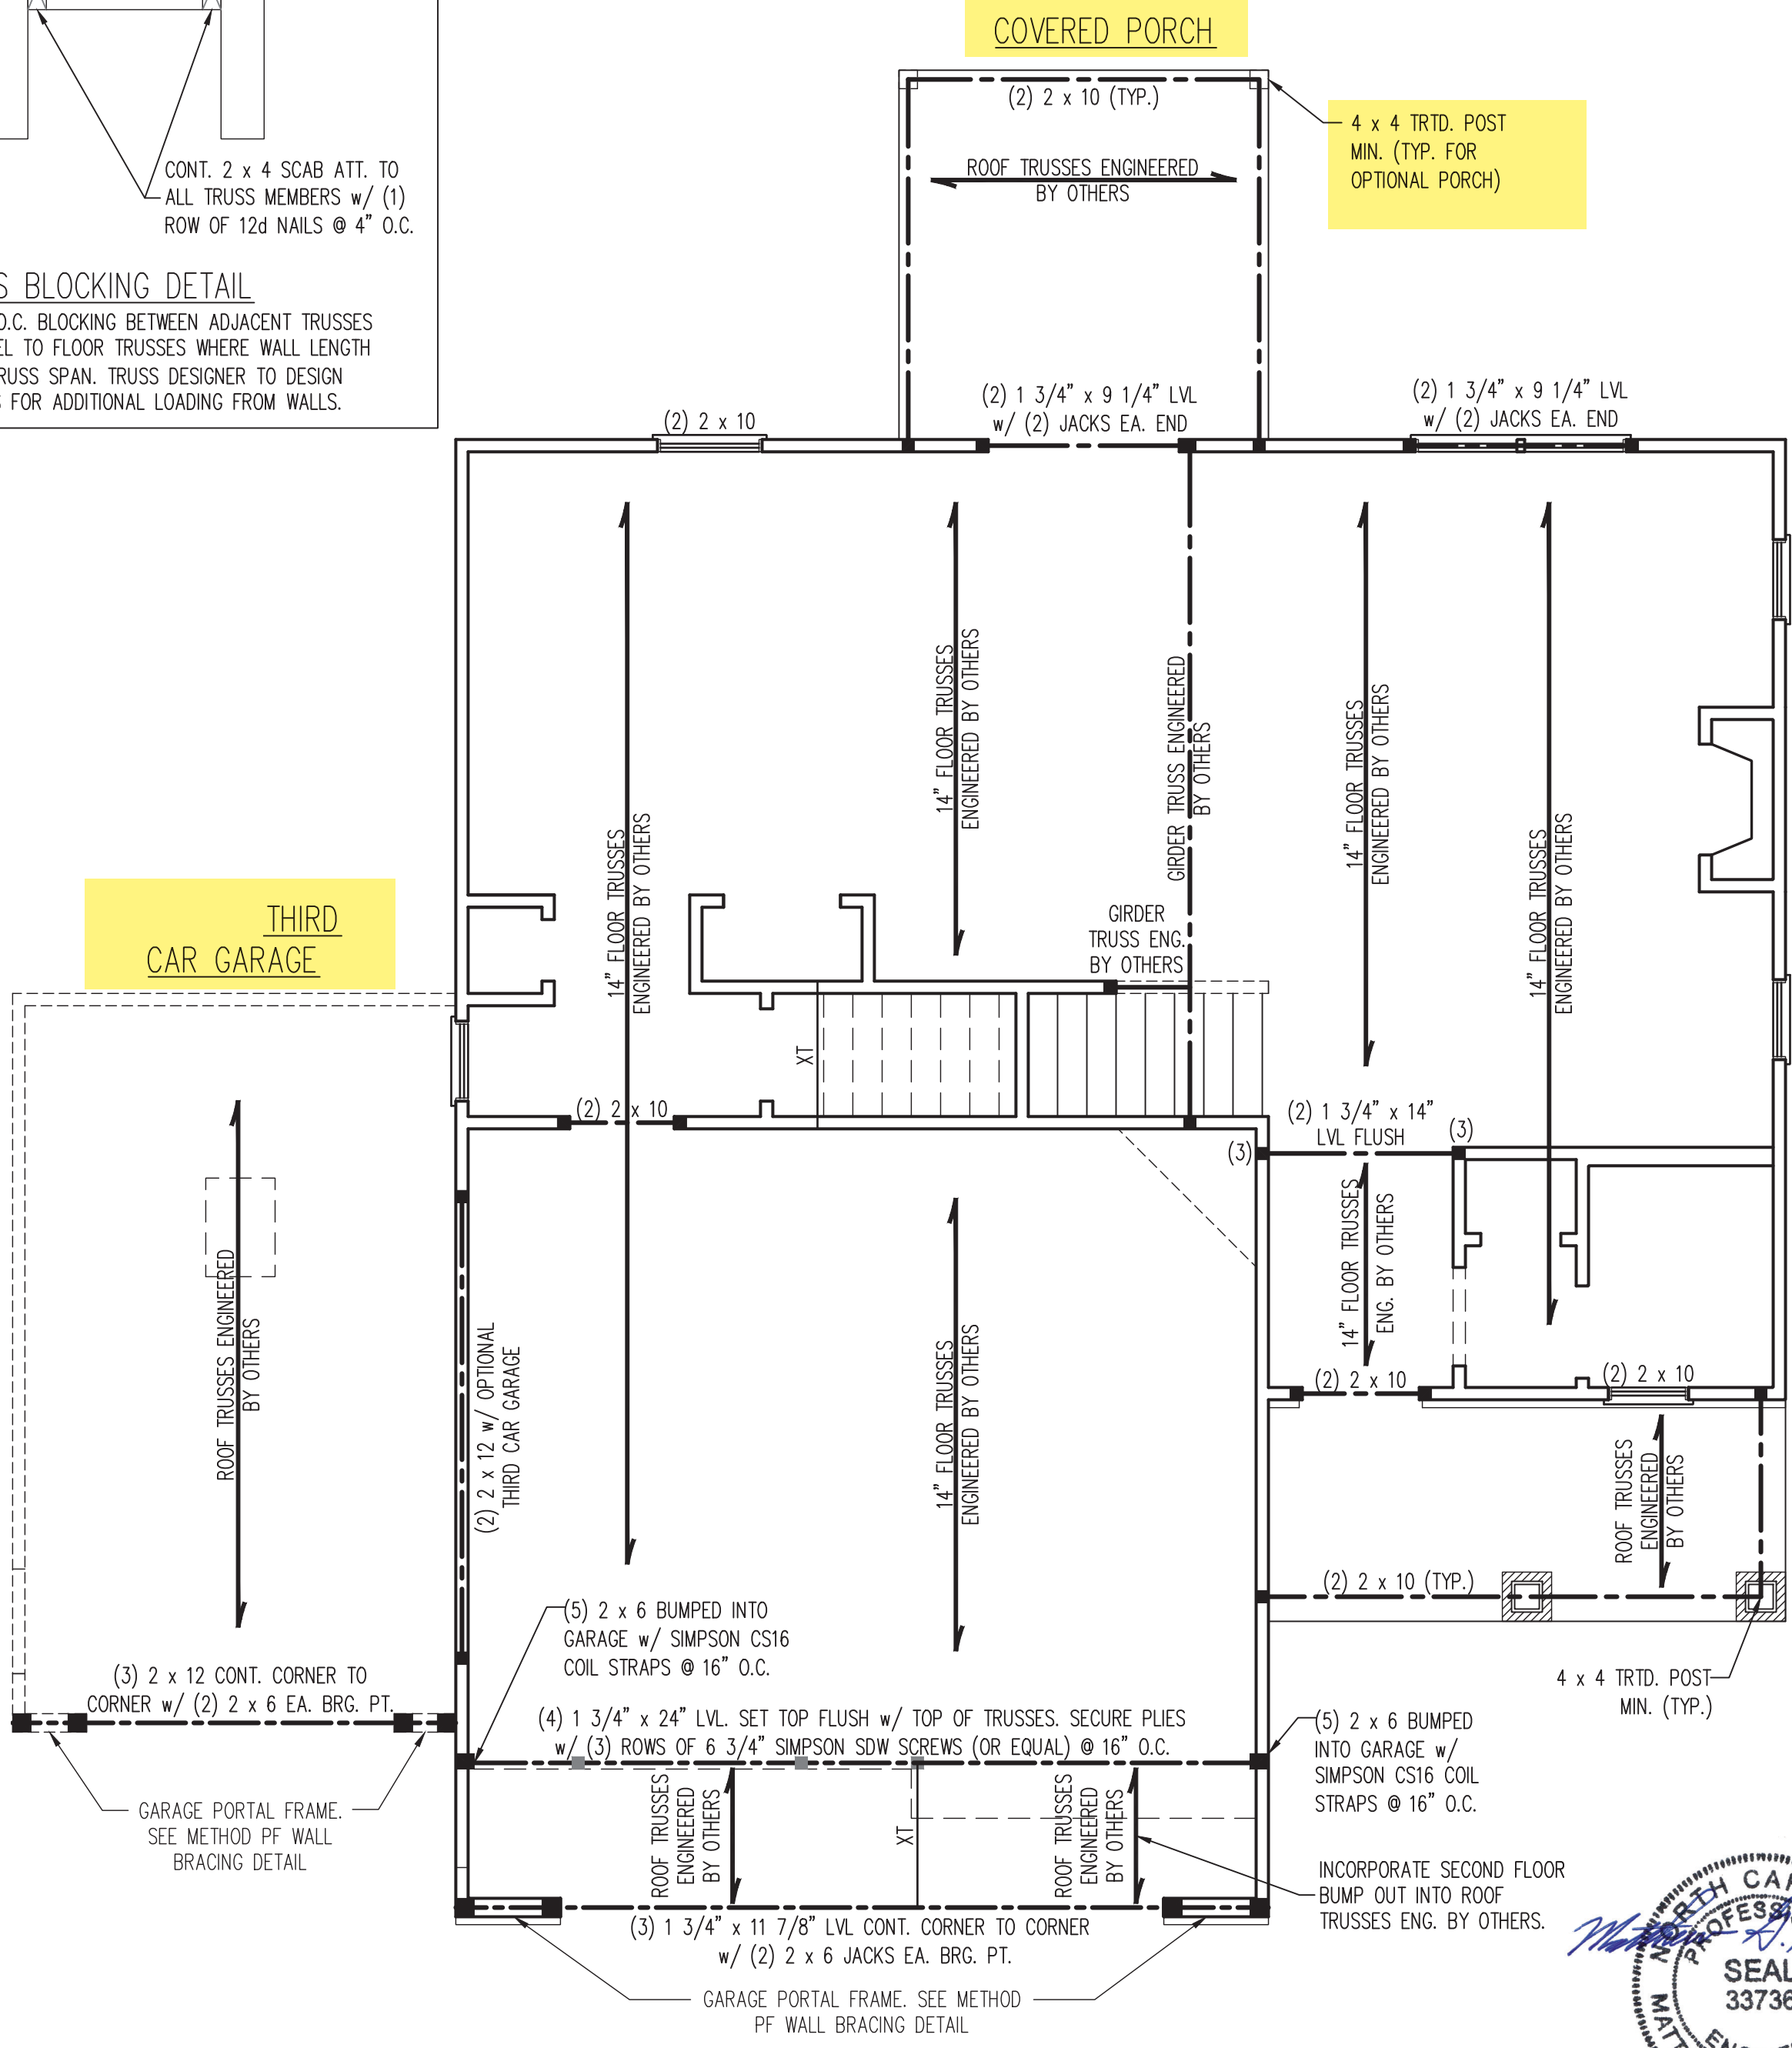 COVERED PORCH
(2) 2 x 10 (TYP.)
4 x 4 TRTD. POST
MIN. (TYP. FOR
OPTIONAL PORCH)
ROOF TRUSSES ENGINEERED
BY OTHERS
CONT. 2 x 4 SCAB ATT. TO
ALL TRUSS MEMBERS w/ (1)
ROW OF 12d NAILS @ 4" O.C.
S BLOCKING DETAIL
O.C. BLOCKING BETWEEN ADJACENT TRUSSES
EL TO FLOOR TRUSSES WHERE WALL LENGTH
RUSS SPAN. TRUSS DESIGNER TO DESIGN
S FOR ADDITIONAL LOADING FROM WALLS.
(2) 2 x 10
(2) 1 3/4" x 9 1/4" LVL
w/ (2) JACKS EA. END
(2) 1 3/4" x 9 1/4" LVL
w/ (2) JACKS EA. END
14" FLOOR TRUSSES
ENGINEERED BY OTHERS
14" FLOOR TRUSSES
ENGINEERED BY OTHERS
GIRDER TRUSS ENGINEERED
BY OTHERS
14" FLOOR TRUSSES
ENGINEERED BY OTHERS
14" FLOOR TRUSSES
ENGINEERED BY OTHERS
THIRD
CAR GARAGE
GIRDER
TRUSS ENG.
BY OTHERS
XT
(2) 2 x 10
(2) 1 3/4" x 14"
LVL FLUSH
(3)
(3)
ROOF TRUSSES ENGINEERED
BY OTHERS
(2) 2 x 12 w/ OPTIONAL
THIRD CAR GARAGE
14" FLOOR TRUSSES
ENGINEERED BY OTHERS
14" FLOOR TRUSSES
ENG. BY OTHERS
(2) 2 x 10
(2) 2 x 10
ROOF TRUSSES
ENGINEERED
BY OTHERS
(2) 2 x 10 (TYP.)
4 x 4 TRTD. POST
MIN. (TYP.)
(5) 2 x 6 BUMPED INTO
GARAGE w/ SIMPSON CS16
COIL STRAPS @ 16" O.C.
(3) 2 x 12 CONT. CORNER TO
CORNER w/ (2) 2 x 6 EA. BRG. PT.
(4) 1 3/4" x 24" LVL. SET TOP FLUSH w/ TOP OF TRUSSES. SECURE PLIES
w/ (3) ROWS OF 6 3/4" SIMPSON SDW SCREWS (OR EQUAL) @ 16" O.C.
(5) 2 x 6 BUMPED
INTO GARAGE w/
SIMPSON CS16 COIL
STRAPS @ 16" O.C.
GARAGE PORTAL FRAME.
SEE METHOD PF WALL
BRACING DETAIL
ROOF TRUSSES
ENGINEERED
BY OTHERS
XT
ROOF TRUSSES
ENGINEERED
BY OTHERS
INCORPORATE SECOND FLOOR
BUMP OUT INTO ROOF
TRUSSES ENG. BY OTHERS.
(3) 1 3/4" x 11 7/8" LVL CONT. CORNER TO CORNER
w/ (2) 2 x 6 JACKS EA. BRG. PT.
GARAGE PORTAL FRAME. SEE METHOD
PF WALL BRACING DETAIL
NORTH CAR
PROFESS
SEAL
33736
MATT